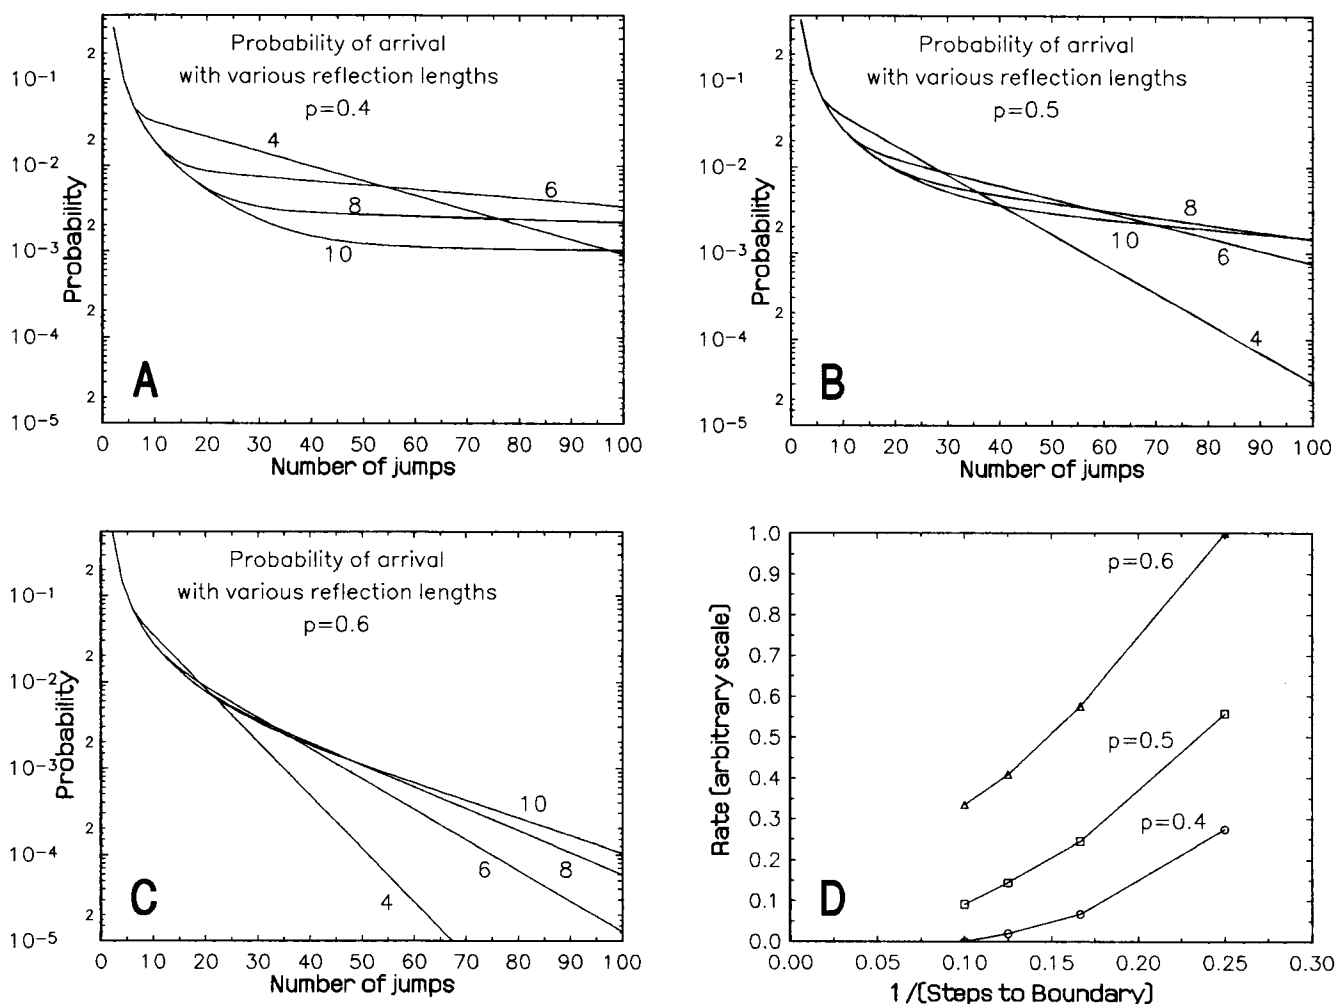 Probability of arrival
with various reflection lengths
p=0.4
2
10⁻¹
2
10⁻²
2
10⁻³
2
10⁻⁴
2
10⁻⁵
Probability
4
6
8
10
A
0 10 20 30 40 50 60 70 80 90 100
Number of jumps
Probability of arrival
with various reflection lengths
p=0.5
2
10⁻¹
2
10⁻²
2
10⁻³
2
10⁻⁴
2
10⁻⁵
Probability
8
10
6
4
B
0 10 20 30 40 50 60 70 80 90 100
Number of jumps
Probability of arrival
with various reflection lengths
p=0.6
2
10⁻¹
2
10⁻²
2
10⁻³
2
10⁻⁴
2
10⁻⁵
Probability
10
8
6
4
C
0 10 20 30 40 50 60 70 80 90 100
Number of jumps
1.0
0.9
0.8
0.7
0.6
0.5
0.4
0.3
0.2
0.1
0.0
Rate (arbitrary scale)
p=0.6
p=0.5
p=0.4
D
0.00 0.05 0.10 0.15 0.20 0.25 0.30
1/(Steps to Boundary)